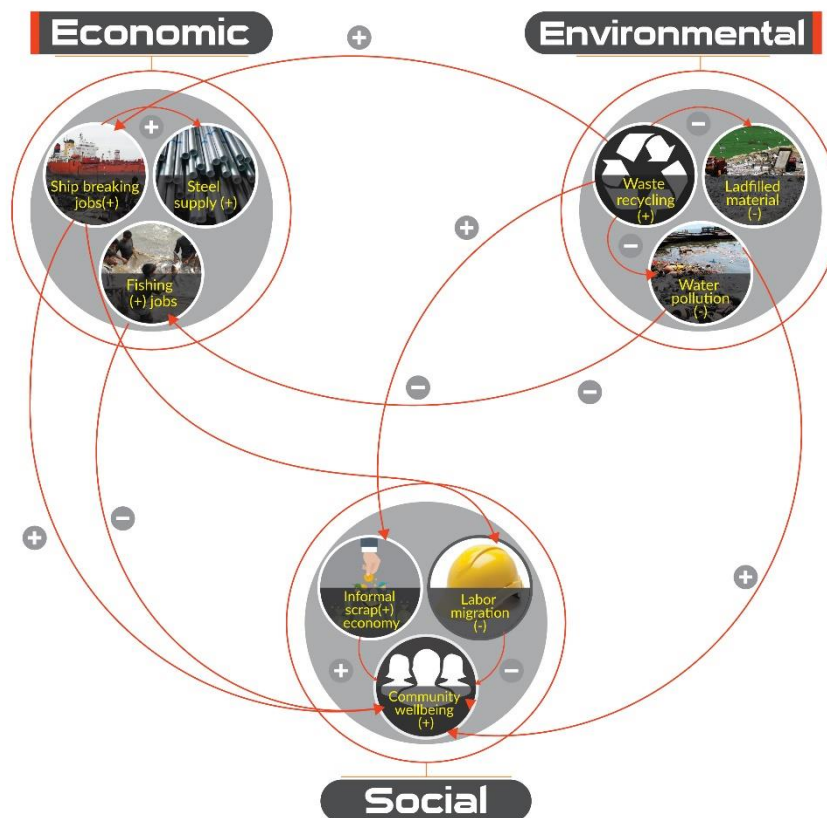 Economic
Environmental
+
Ship breaking
jobs(+)
+
Steel
supply (+)
Fishing
(+) jobs
Waste
recycling
(+)
−
Ladfilled
material
(-)
−
Water
pollution
(-)
+
−
−
+
−
+
Informal
scrap(+)
economy
Labor
migration
(-)
+
−
Community
wellbeing
(+)
Social